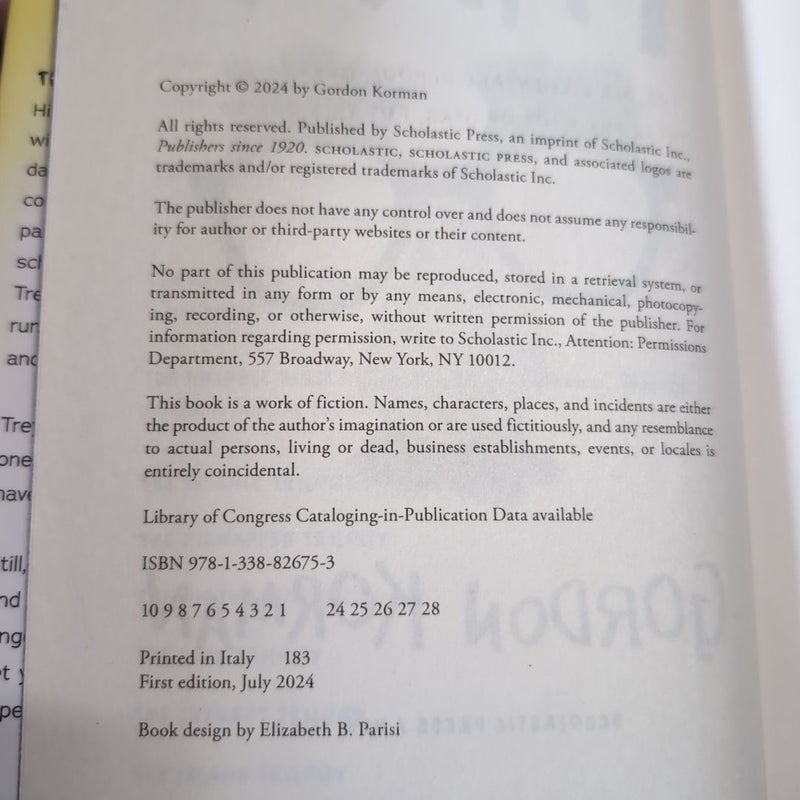 Copyright © 2024 by Gordon Korman
All rights reserved. Published by Scholastic Press, an imprint of Scholastic Inc.,
Publishers since 1920. SCHOLASTIC, SCHOLASTIC PRESS, and associated logos are
trademarks and/or registered trademarks of Scholastic Inc.
The publisher does not have any control over and does not assume any responsibil-
ity for author or third-party websites or their content.
No part of this publication may be reproduced, stored in a retrieval system, or
transmitted in any form or by any means, electronic, mechanical, photocopy-
ing, recording, or otherwise, without written permission of the publisher. For
information regarding permission, write to Scholastic Inc., Attention: Permissions
Department, 557 Broadway, New York, NY 10012.
This book is a work of fiction. Names, characters, places, and incidents are either
the product of the author's imagination or are used fictitiously, and any resemblance
to actual persons, living or dead, business establishments, events, or locales is
entirely coincidental.
Library of Congress Cataloging-in-Publication Data available
ISBN 978-1-338-82675-3
10 9 8 7 6 5 4 3 2 1 24 25 26 27 28
Printed in Italy 183
First edition, July 2024
Book design by Elizabeth B. Parisi